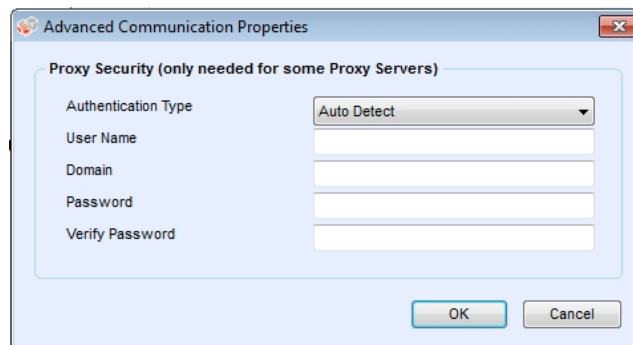 Advanced Communication Properties
Proxy Security (only needed for some Proxy Servers)
Authentication Type
Auto Detect
User Name
Domain
Password
Verify Password
OK
Cancel